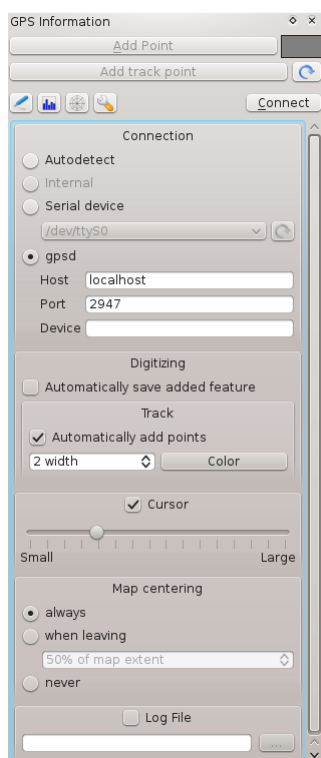 GPS Information
Add Point
Add track point
Connect
Connection
Autodetect
Internal
Serial device
/dev/ttyS0
gpsd
Host localhost
Port 2947
Device
Digitizing
Automatically save added feature
Track
Automatically add points
2 width Color
Cursor
Small Large
Map centering
always
when leaving
50% of map extent
never
Log File
...